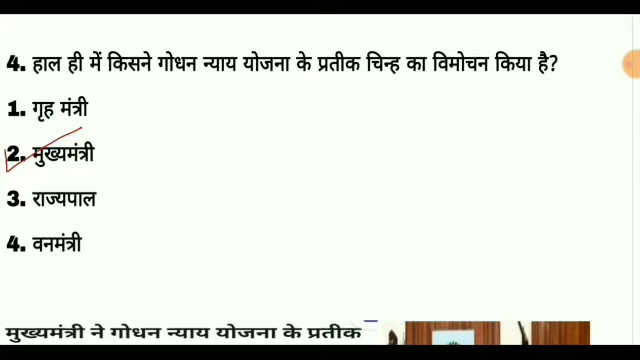 4. हाल ही में किसने गोधन न्याय योजना के प्रतीक चिन्ह का विमोचन किया है?
1. गृह मंत्री
2. मुख्यमंत्री
3. राज्यपाल
4. वनमंत्री
मुख्यमंत्री ने गोधन न्याय योजना के प्रतीक